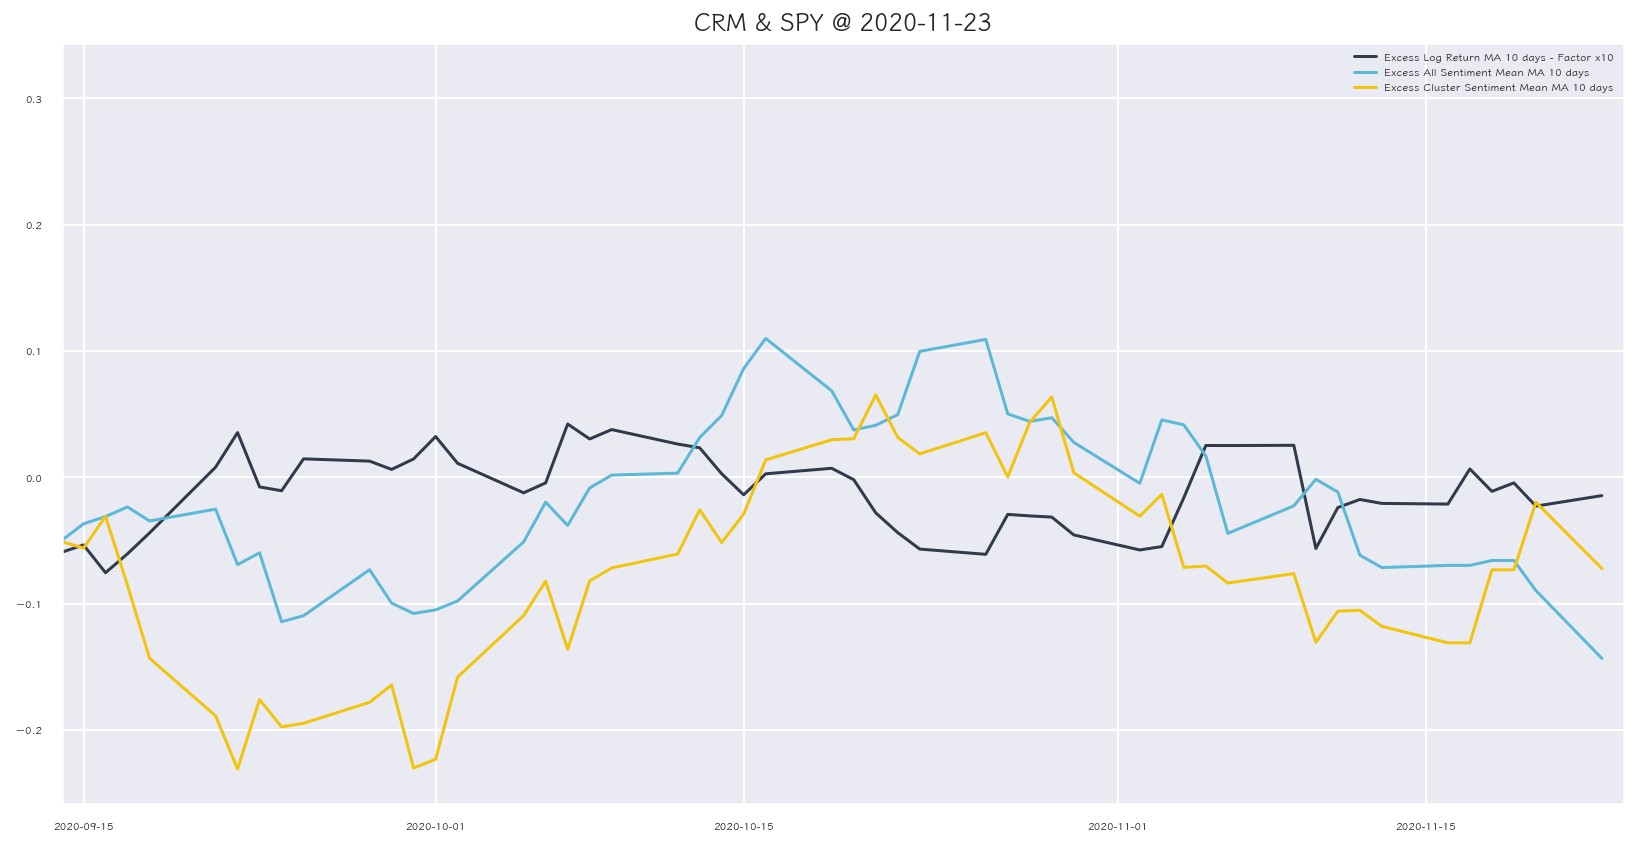 CRM & SPY @ 2020-11-23
Excess Log Return MA 10 days - Factor x10
Excess All Sentiment Mean MA 10 days
Excess Cluster Sentiment Mean MA 10 days
0.3
0.2
0.1
0.0
−0.1
−0.2
2020-09-15 2020-10-01 2020-10-15 2020-11-01 2020-11-15